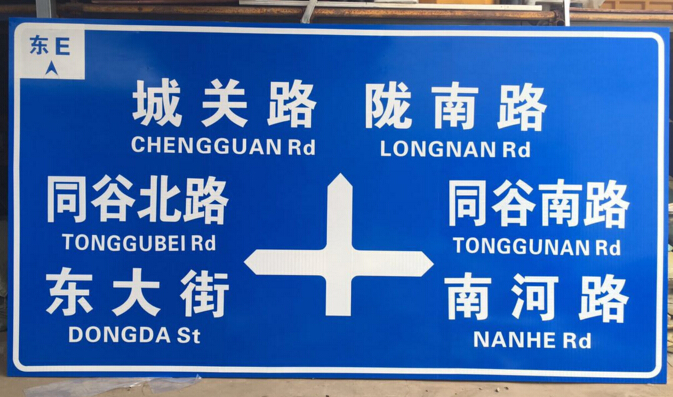 东 E
城关路 陇南路
CHENGGUAN Rd LONGNAN Rd
同谷北路 同谷南路
TONGGUBEI Rd TONGGUNAN Rd
东大街 南河路
DONGDA St NANHE Rd